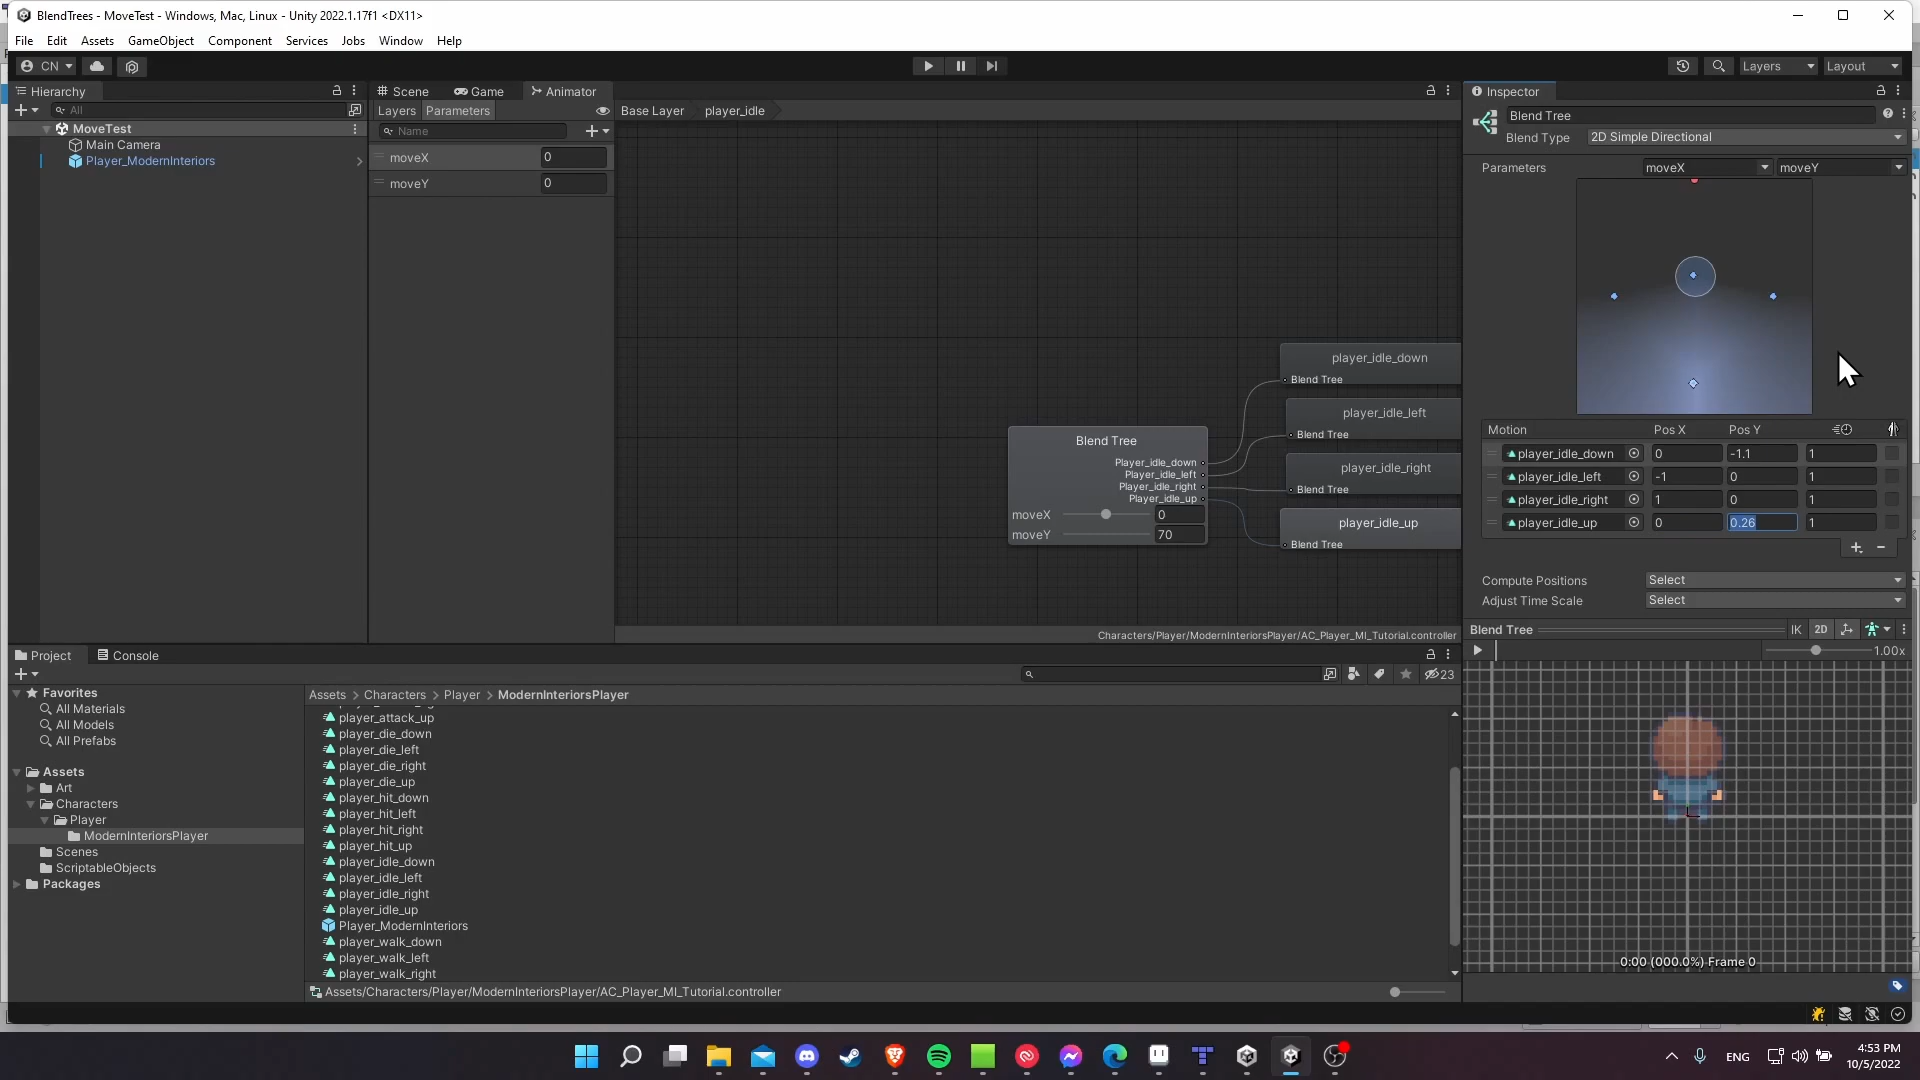 BlendTrees - MoveTest - Windows, Mac, Linux - Unity 2022.1.17f1 <DX11>
File Edit Assets GameObject Component Services Jobs Window Help
CN
Layers Layout
Hierarchy
All
MoveTest
Main Camera
Player_ModernInteriors
Scene Game Animator
Layers Parameters
Name
moveX 0
moveY 0
Base Layer player_idle
player_idle_down
Blend Tree
player_idle_left
Blend Tree
player_idle_right
Blend Tree
player_idle_up
Blend Tree
Blend Tree
Player_idle_down
Player_idle_left
Player_idle_right
Player_idle_up
moveX 0
moveY 70
Characters/Player/ModernInteriorsPlayer/AC_Player_MI_Tutorial.controller
Inspector
Blend Tree
Blend Type 2D Simple Directional
Parameters moveX moveY
Motion Pos X Pos Y
player_idle_down 0 -1.1 1
player_idle_left -1 0 1
player_idle_right 1 0 1
player_idle_up 0 0.26 1
Compute Positions Select
Adjust Time Scale Select
Blend Tree IK 2D
1.00x
0:00 (000.0%) Frame 0
Project Console
23
Favorites
All Materials
All Models
All Prefabs
Assets
Art
Characters
Player
ModernInteriorsPlayer
Scenes
ScriptableObjects
Packages
Assets > Characters > Player > ModernInteriorsPlayer
player_attack_up
player_die_down
player_die_left
player_die_right
player_die_up
player_hit_down
player_hit_left
player_hit_right
player_hit_up
player_idle_down
player_idle_left
player_idle_right
player_idle_up
Player_ModernInteriors
player_walk_down
player_walk_left
player_walk_right
Assets/Characters/Player/ModernInteriorsPlayer/AC_Player_MI_Tutorial.controller
ENG
4:53 PM
10/5/2022